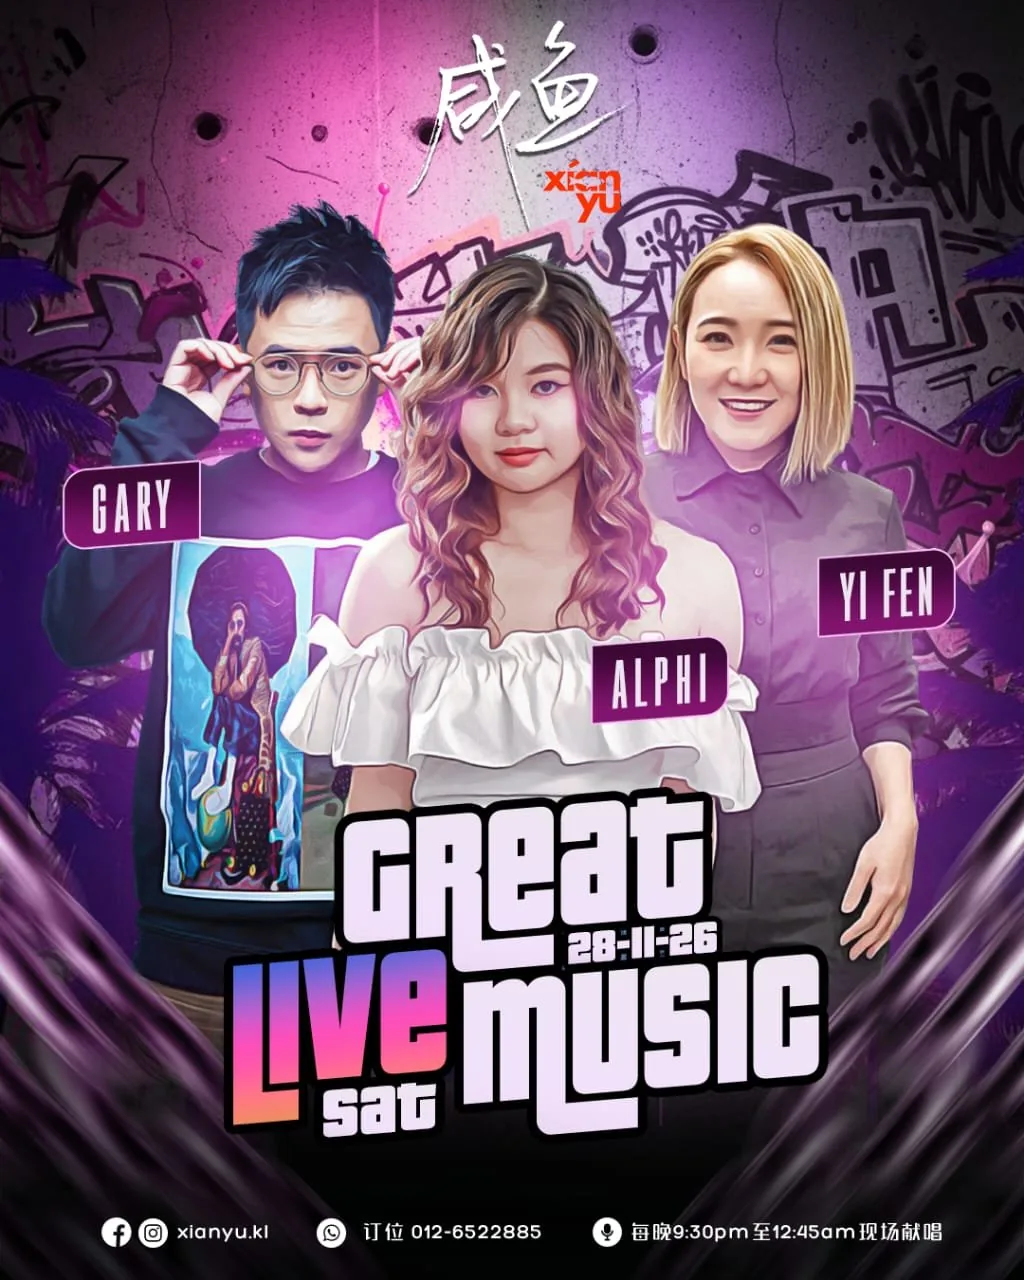 咸鱼
xian
yu
GARY
YI FEN
ALPHI
GREAT
28-11-26
LIVE MUSIC
SAT
xianyu.kl
订位 012-6522885
每晚9:30pm至12:45am现场献唱